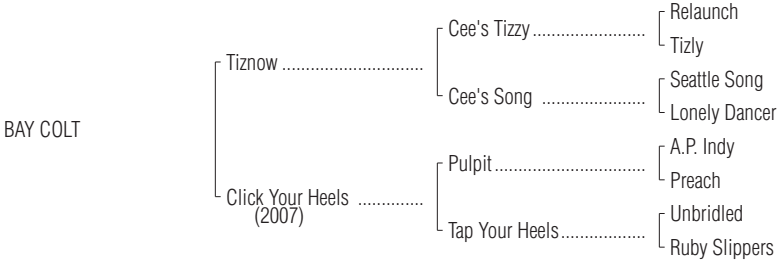 Relaunch
Cee's Tizzy ........................
Tizly
Tiznow ..............................
Seattle Song
Cee's Song ......................
Lonely Dancer
BAY COLT
A.P. Indy
Pulpit ................................
Preach
Click Your Heels ..............
(2007)
Unbridled
Tap Your Heels ..................
Ruby Slippers